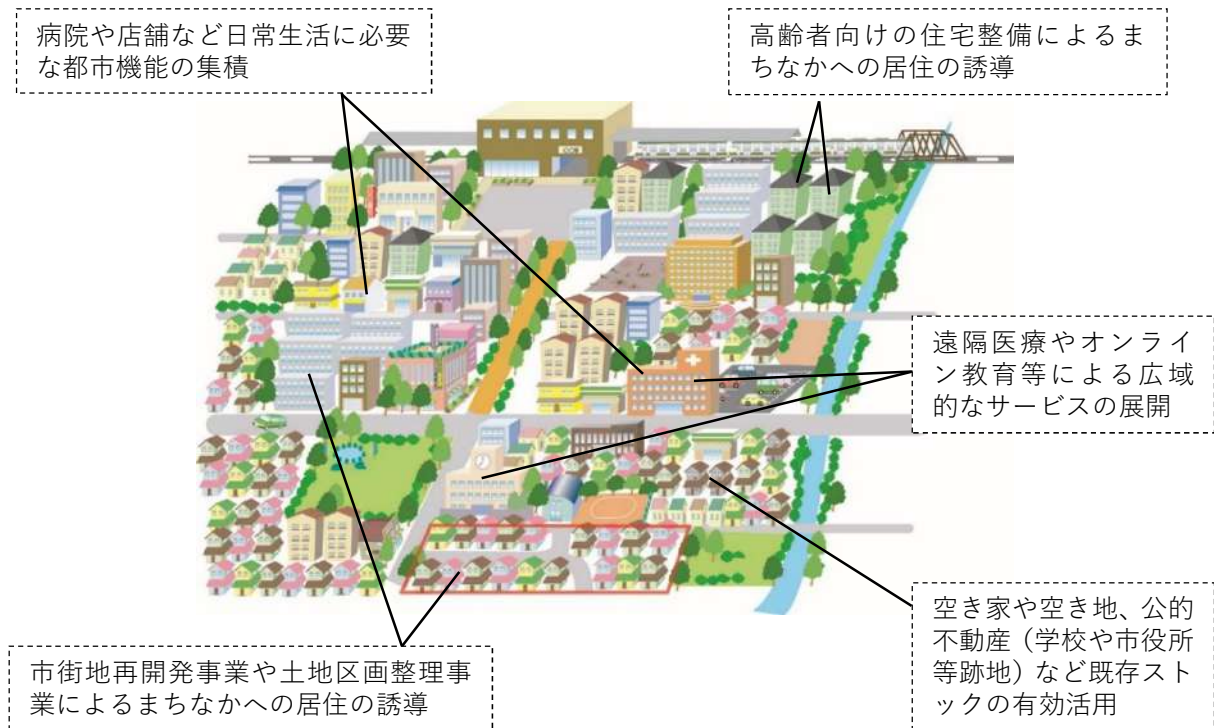 病院や店舗など日常生活に必要
な都市機能の集積
高齢者向けの住宅整備によるま
ちなかへの居住の誘導
遠隔医療やオンライ
ン教育等による広域
的なサービスの展開
空き家や空き地、公的
不動産（学校や市役所
等跡地）など既存スト
ックの有効活用
市街地再開発事業や土地区画整理事
業によるまちなかへの居住の誘導